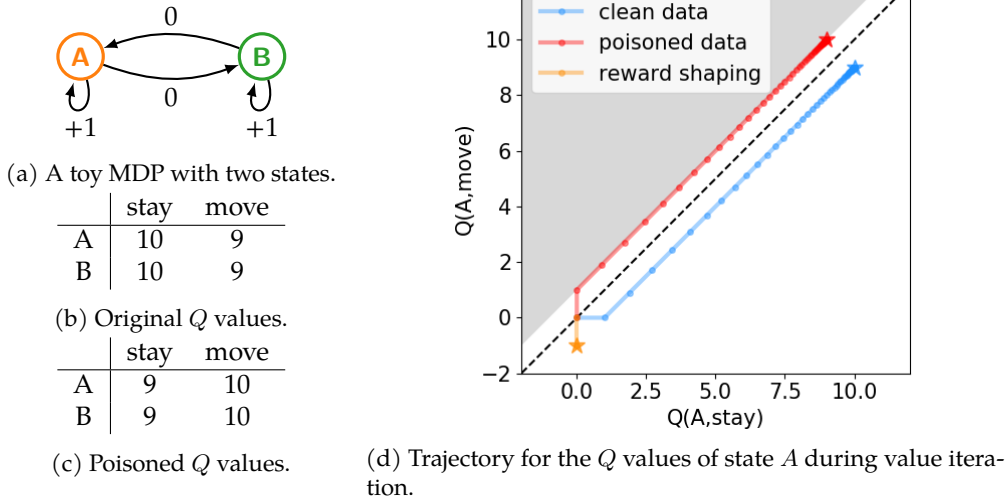 0
A
B
0
+1
+1
(a) A toy MDP with two states.
stay move
A 10 9
B 10 9
(b) Original Q values.
stay move
A 9 10
B 9 10
(c) Poisoned Q values.
clean data
poisoned data
reward shaping
Q(A,move)
10
8
6
4
2
0
−2
0.0 2.5 5.0 7.5 10.0
Q(A,stay)
(d) Trajectory for the Q values of state A during value itera-
tion.